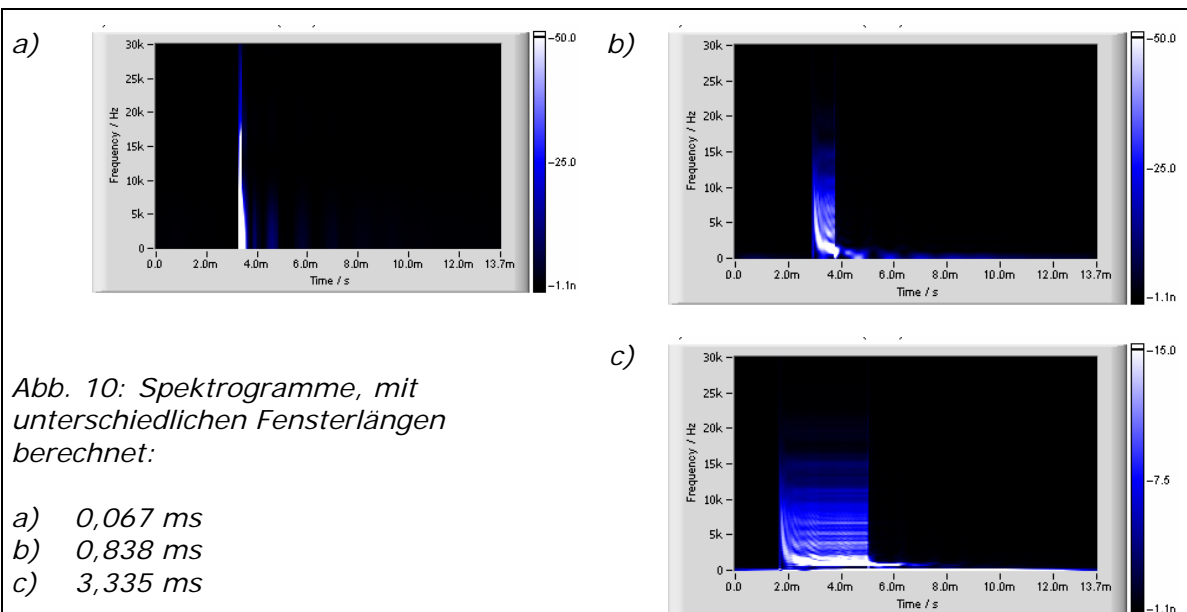 a)
30k
25k
20k
15k
10k
5k
0
Frequency / Hz
0.0 2.0m 4.0m 6.0m 8.0m 10.0m 12.0m 13.7m
Time / s
-50.0
-25.0
-1.1n
b)
30k
25k
20k
15k
10k
5k
0
Frequency / Hz
0.0 2.0m 4.0m 6.0m 8.0m 10.0m 12.0m 13.7m
Time / s
-50.0
-25.0
-1.1n
c)
30k
25k
20k
15k
10k
5k
0
Frequency / Hz
0.0 2.0m 4.0m 6.0m 8.0m 10.0m 12.0m 13.7m
Time / s
-15.0
-7.5
-1.1n
Abb. 10: Spektrogramme, mit
unterschiedlichen Fensterlängen
berechnet:
a) 0,067 ms
b) 0,838 ms
c) 3,335 ms